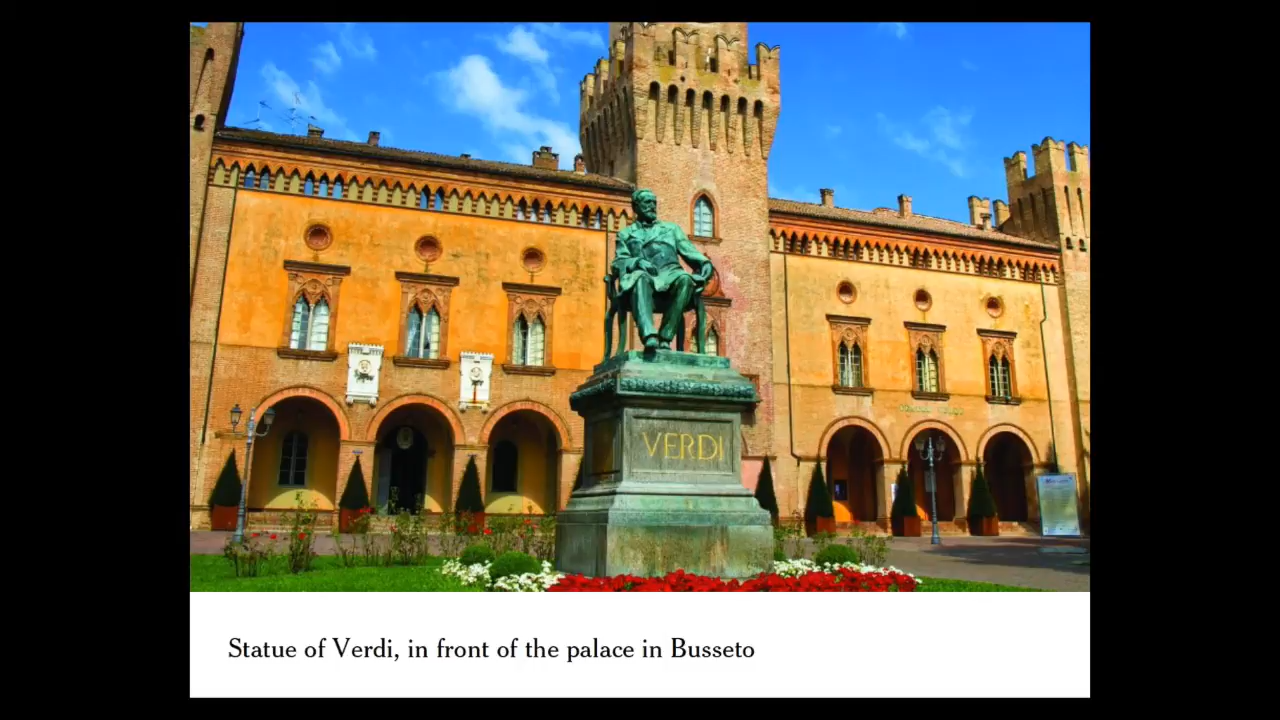 VERDI
Statue of Verdi, in front of the palace in Busseto